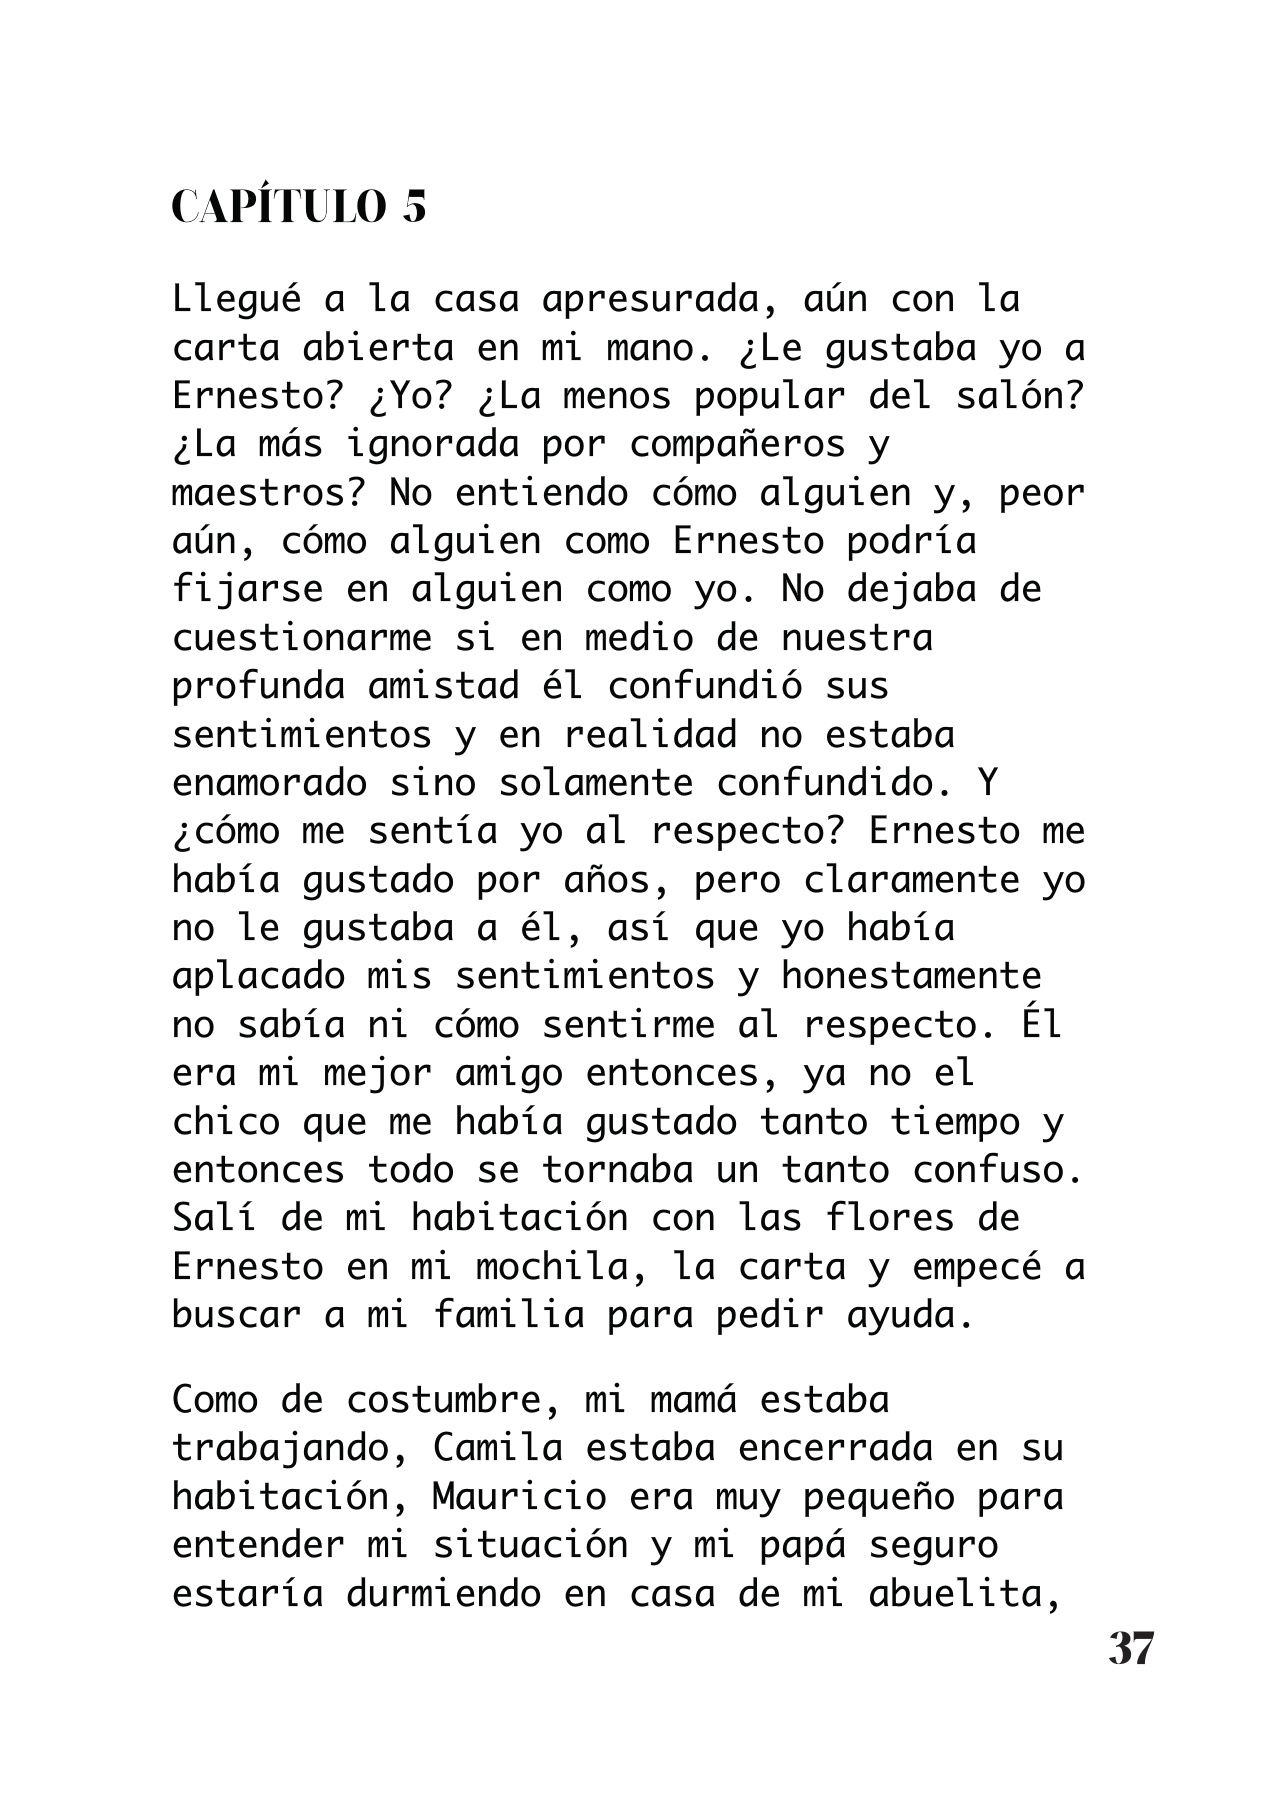 CAPÍTULO 5
Llegué a la casa apresurada, aún con la
carta abierta en mi mano. ¿Le gustaba yo a
Ernesto? ¿Yo? ¿La menos popular del salón?
¿La más ignorada por compañeros y
maestros? No entiendo cómo alguien y, peor
aún, cómo alguien como Ernesto podría
fijarse en alguien como yo. No dejaba de
cuestionarme si en medio de nuestra
profunda amistad él confundió sus
sentimientos y en realidad no estaba
enamorado sino solamente confundido. Y
¿cómo me sentía yo al respecto? Ernesto me
había gustado por años, pero claramente yo
no le gustaba a él, así que yo había
aplacado mis sentimientos y honestamente
no sabía ni cómo sentirme al respecto. Él
era mi mejor amigo entonces, ya no el
chico que me había gustado tanto tiempo y
entonces todo se tornaba un tanto confuso.
Salí de mi habitación con las flores de
Ernesto en mi mochila, la carta y empecé a
buscar a mi familia para pedir ayuda.
Como de costumbre, mi mamá estaba
trabajando, Camila estaba encerrada en su
habitación, Mauricio era muy pequeño para
entender mi situación y mi papá seguro
estaría durmiendo en casa de mi abuelita,
37